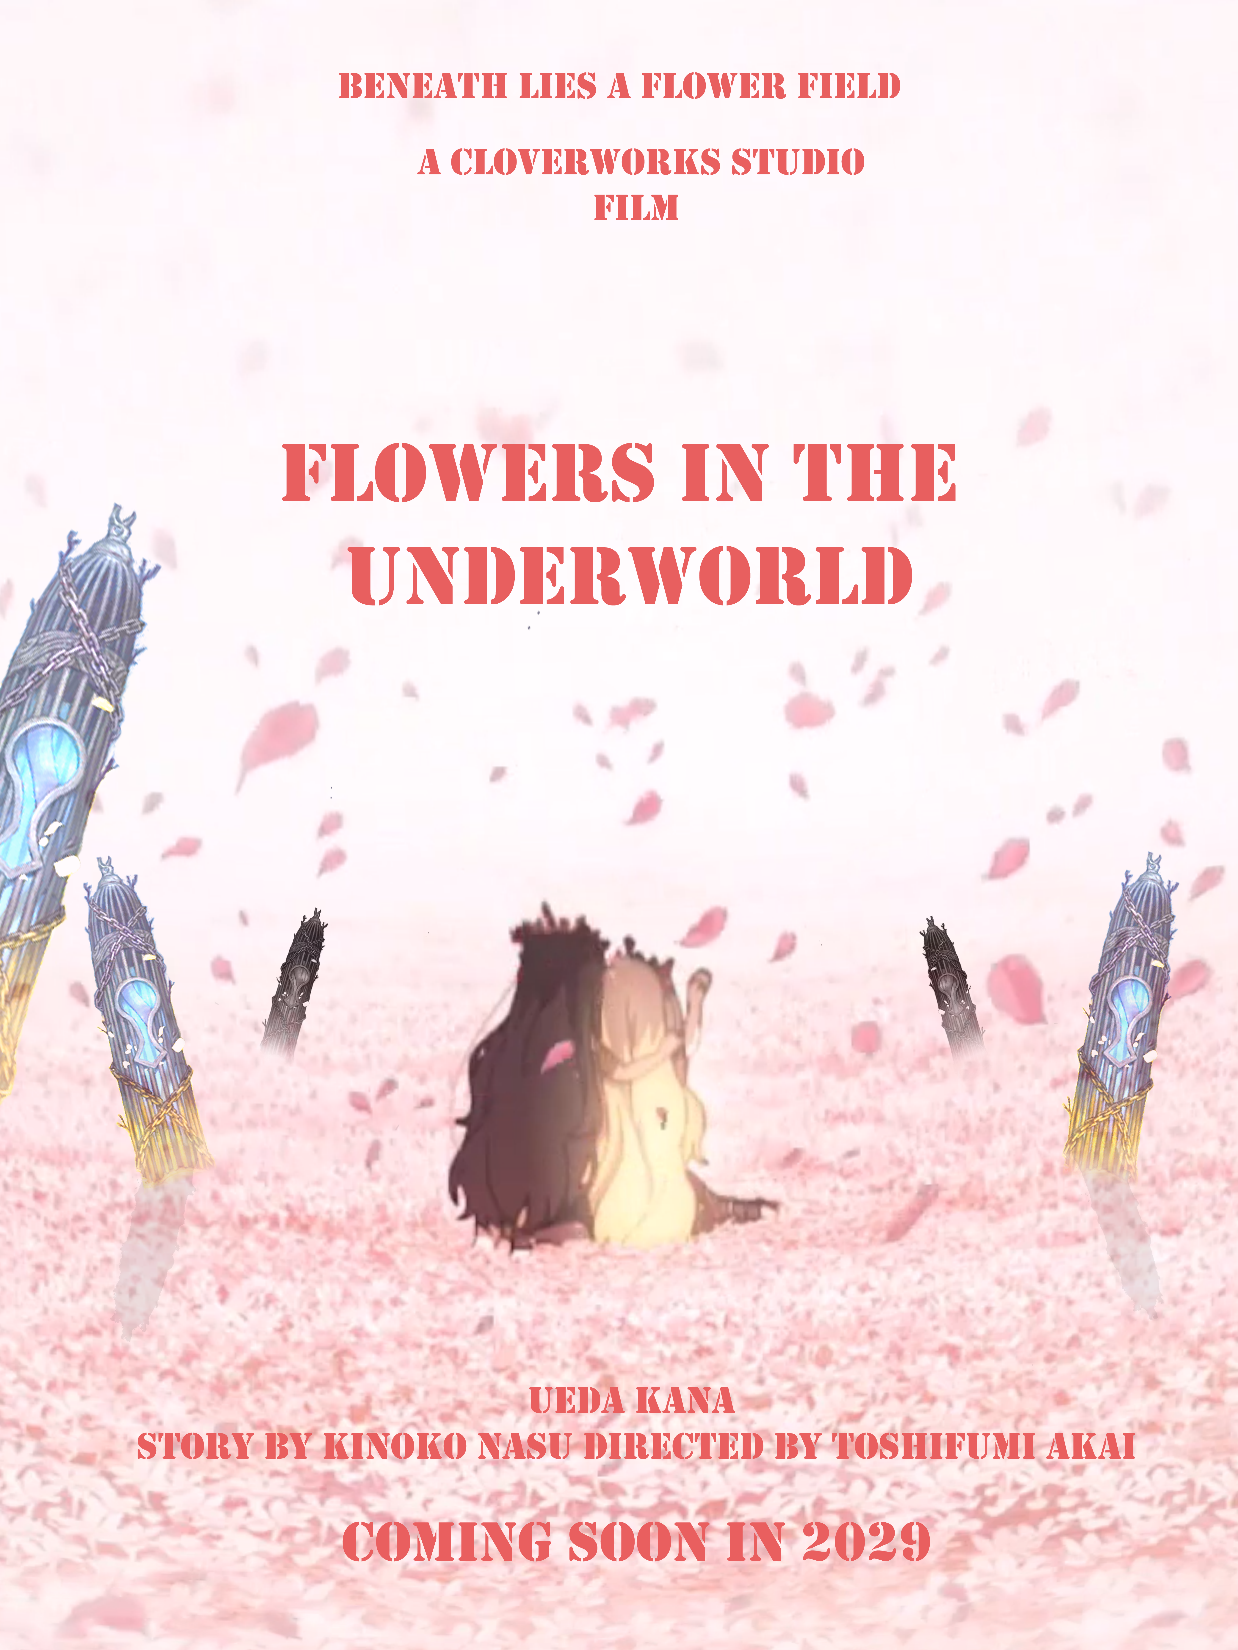 BENEATH LIES A FLOWER FIELD
A CLOVERWORKS STUDIO
FILM
FLOWERS IN THE
UNDERWORLD
UEDA KANA
STORY BY KINOKO NASU DIRECTED BY TOSHIFUMI AKAI
COMING SOON IN 2029